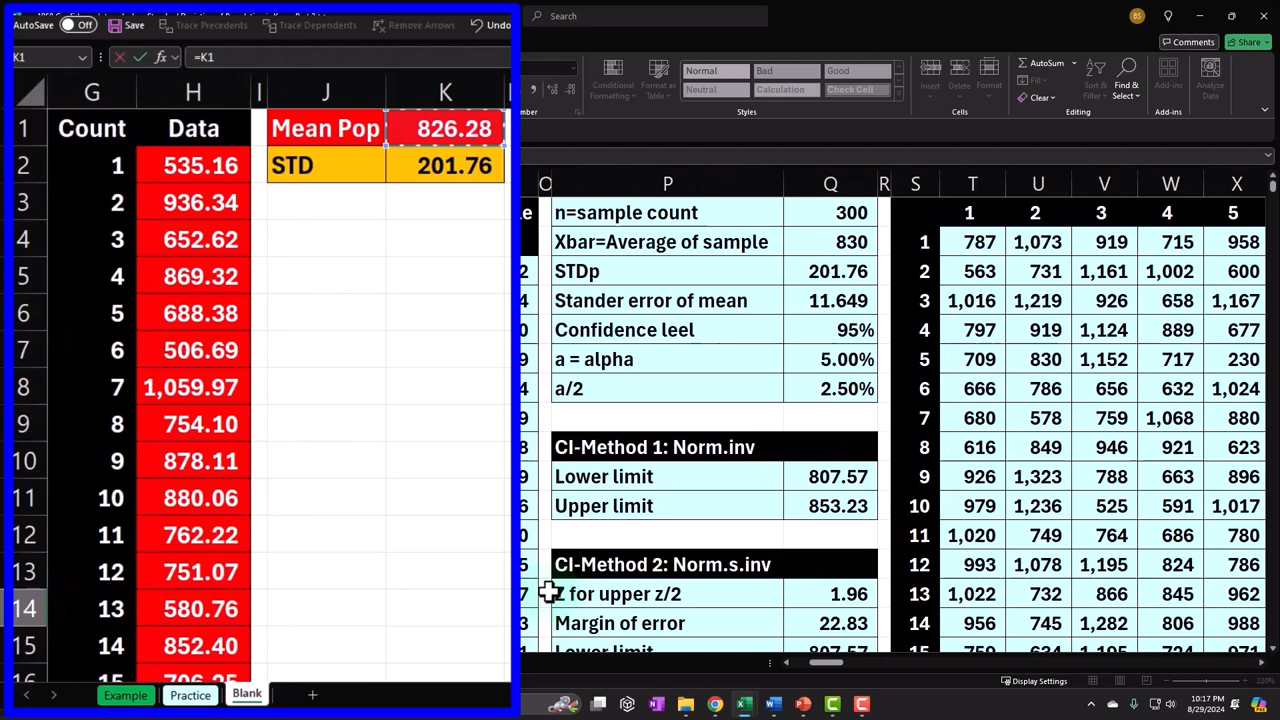 AutoSave Off Save Trace Precedents Trace Dependents Remove Arrows Undo
Search BS
Comments Share
K1 fx =K1
Conditional Formatting Format as Table Normal Bad Good Neutral Calculation Check Cell Insert Delete Format AutoSum Clear Sort & Filter Find & Select Add-ins Analyze Data
Styles Cells Editing Add-ins
G H I J K
O P Q R S T U V W X
1 Count Data Mean Pop 826.28
2 1 535.16 STD 201.76
3 2 936.34
4 3 652.62
5 4 869.32
6 5 688.38
7 6 506.69
8 7 1,059.97
9 8 754.10
10 9 878.11
11 10 880.06
12 11 762.22
13 12 751.07
14 13 580.76
15 14 852.40
n=sample count 300 1 2 3 4 5
Xbar=Average of sample 830 1 787 1,073 919 715 958
STDp 201.76 2 563 731 1,161 1,002 600
Stander error of mean 11.649 3 1,016 1,219 926 658 1,167
Confidence leel 95% 4 797 919 1,124 889 677
a = alpha 5.00% 5 709 830 1,152 717 230
a/2 2.50% 6 666 786 656 632 1,024
7 680 578 759 1,068 880
CI-Method 1: Norm.inv 8 616 849 946 921 623
Lower limit 807.57 9 926 1,323 788 663 896
Upper limit 853.23 10 979 1,236 525 591 1,017
11 1,020 749 764 686 780
CI-Method 2: Norm.s.inv 12 993 1,078 1,195 824 786
Z for upper z/2 1.96 13 1,022 732 866 845 962
Margin of error 22.83 14 956 745 1,282 806 988
Lower limit 807.57
Example Practice Blank
Display Settings 220%
10:17 PM
8/29/2024